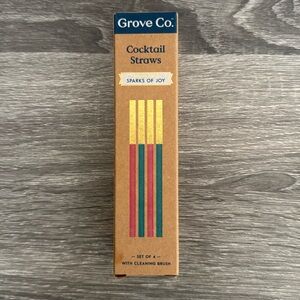 Grove Co.
Cocktail
Straws
SPARKS OF JOY
— SET OF 4 —
WITH CLEANING BRUSH